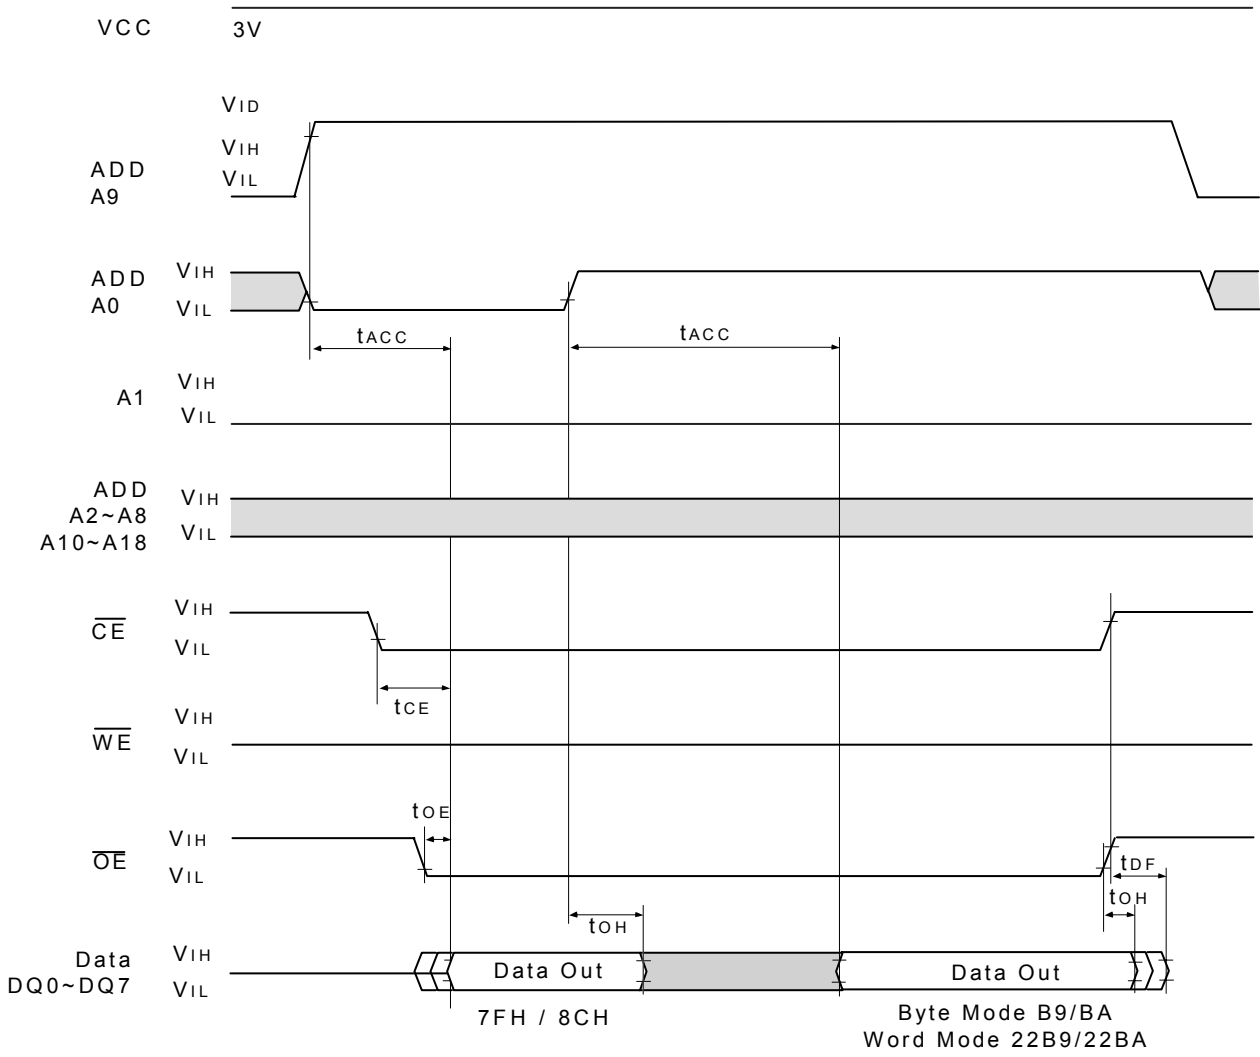 VCC 3V
VID
VIH
VIL
ADD
A9
ADD
A0
VIH
VIL
tACC tACC
A1
VIH
VIL
ADD
A2~A8
A10~A18
VIH
VIL
CE
VIH
VIL
tCE
WE
VIH
VIL
tOE
OE
VIH
VIL
tDF
tOH
tOH
Data
DQ0~DQ7
VIH
VIL
Data Out
Data Out
7FH / 8CH
Byte Mode B9/BA
Word Mode 22B9/22BA